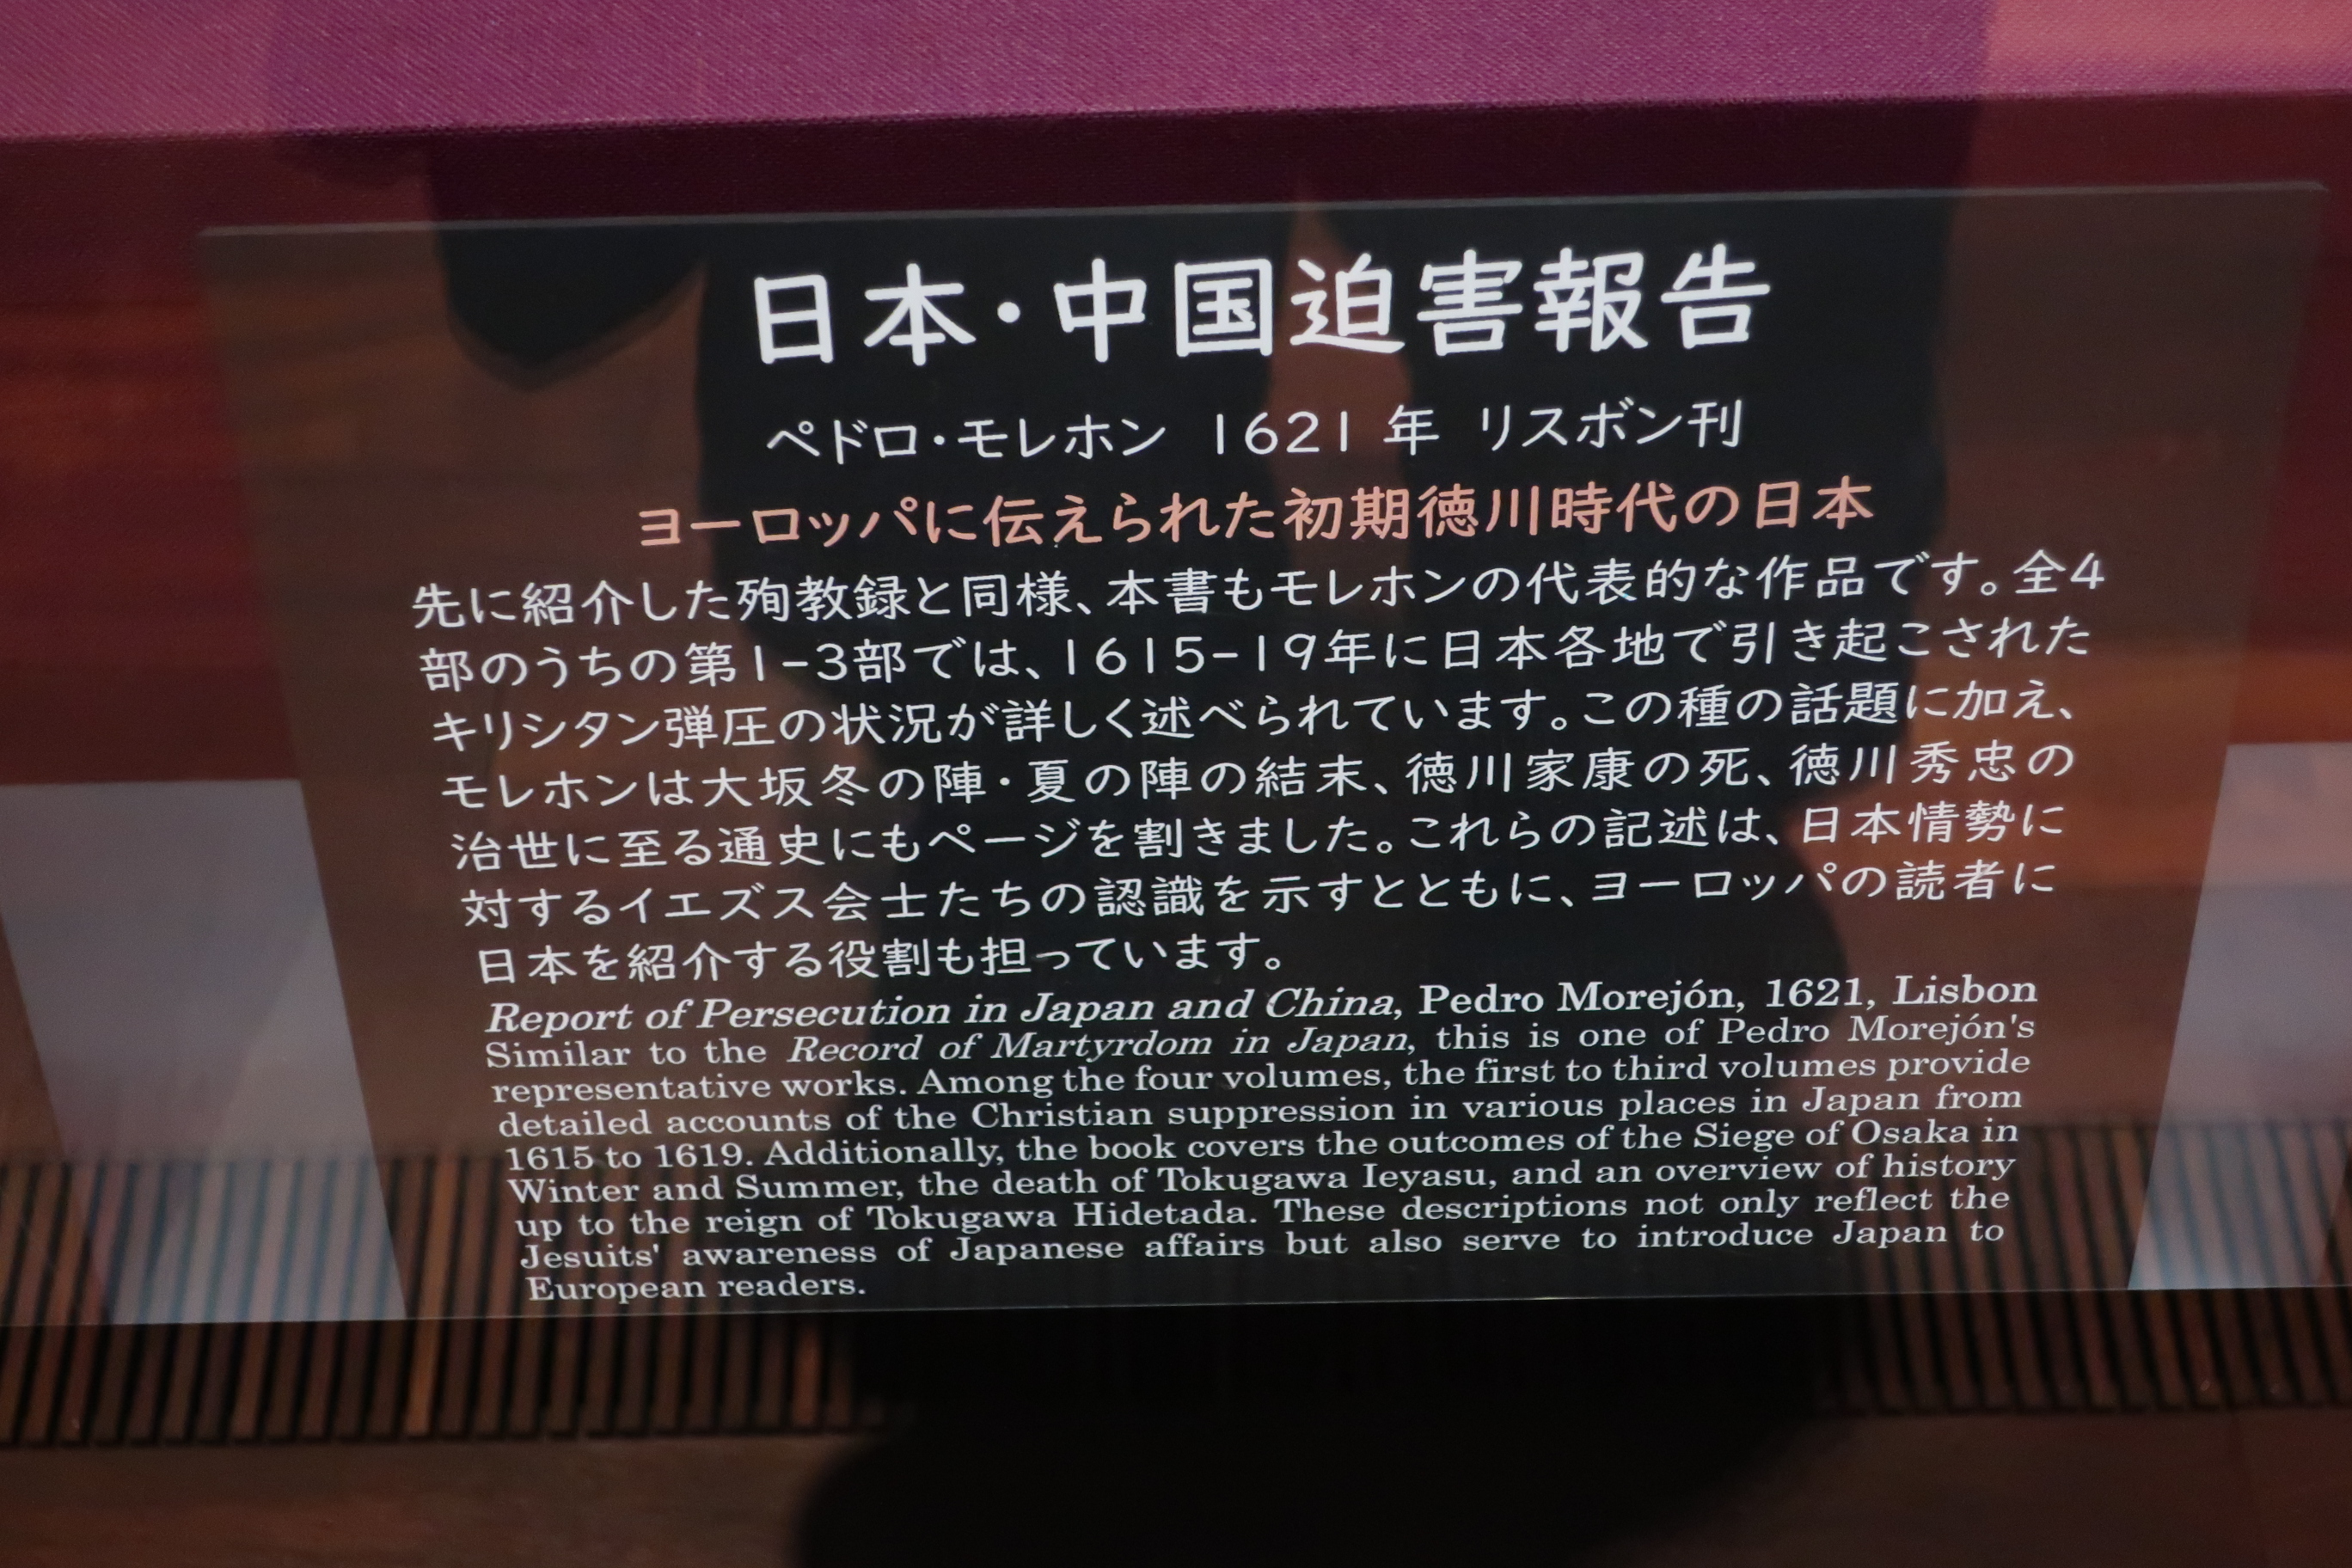 日本・中国迫害報告
ペドロ・モレホン 1621 年 リスボン刊
ヨーロッパに伝えられた初期徳川時代の日本
先に紹介した殉教録と同様、本書もモレホンの代表的な作品です。全4
部のうちの第1-3部では、1615-19年に日本各地で引き起こされた
キリシタン弾圧の状況が詳しく述べられています。この種の話題に加え、
モレホンは大坂冬の陣・夏の陣の結末、徳川家康の死、徳川秀忠の
治世に至る通史にもページを割きました。これらの記述は、日本情勢に
対するイエズス会士たちの認識を示すとともに、ヨーロッパの読者に
日本を紹介する役割も担っています。
Report of Persecution in Japan and China, Pedro Morejón, 1621, Lisbon
Similar to the Record of Martyrdom in Japan, this is one of Pedro Morejón's
representative works. Among the four volumes, the first to third volumes provide
detailed accounts of the Christian suppression in various places in Japan from
1615 to 1619. Additionally, the book covers the outcomes of the Siege of Osaka in
Winter and Summer, the death of Tokugawa Ieyasu, and an overview of history
up to the reign of Tokugawa Hidetada. These descriptions not only reflect the
Jesuits' awareness of Japanese affairs but also serve to introduce Japan to
European readers.